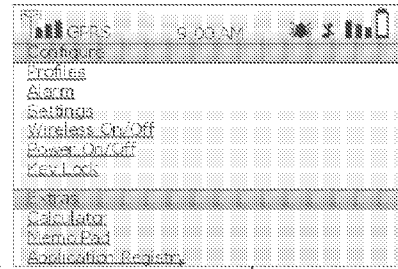 GPRS 9:00 AM
Configure
Profiles
Alarm
Settings
Wireless On/Off
Power On/Off
Key Lock
Extras
Calculator
Memo Pad
Application Registry